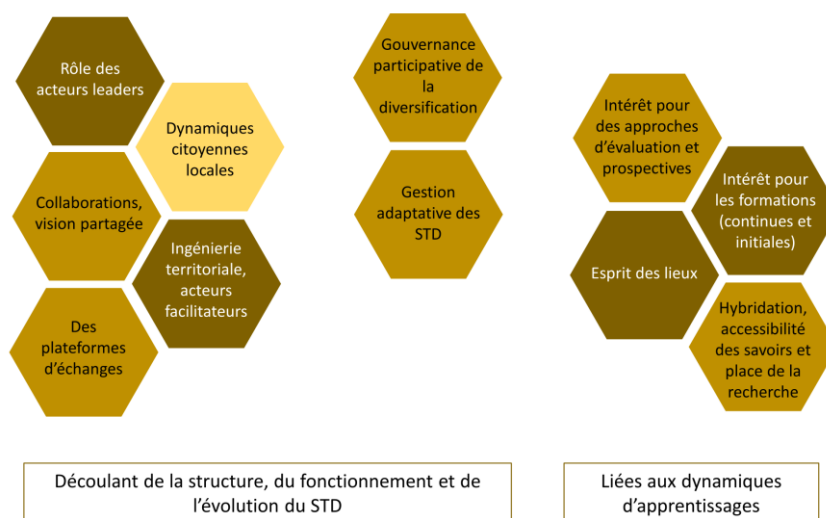 Rôle des
acteurs leaders
Dynamiques
citoyennes
locales
Collaborations,
vision partagée
Ingénierie
territoriale,
acteurs
facilitateurs
Des
plateformes
d'échanges
Gouvernance
participative de
la
diversification
Gestion
adaptative des
STD
Intérêt pour
des approches
d'évaluation et
prospectives
Intérêt pour
les formations
(continues et
initiales)
Esprit des lieux
Hybridation,
accessibilité
des savoirs et
place de la
recherche
Découlant de la structure, du fonctionnement et de
l'évolution du STD
Liées aux dynamiques
d'apprentissages